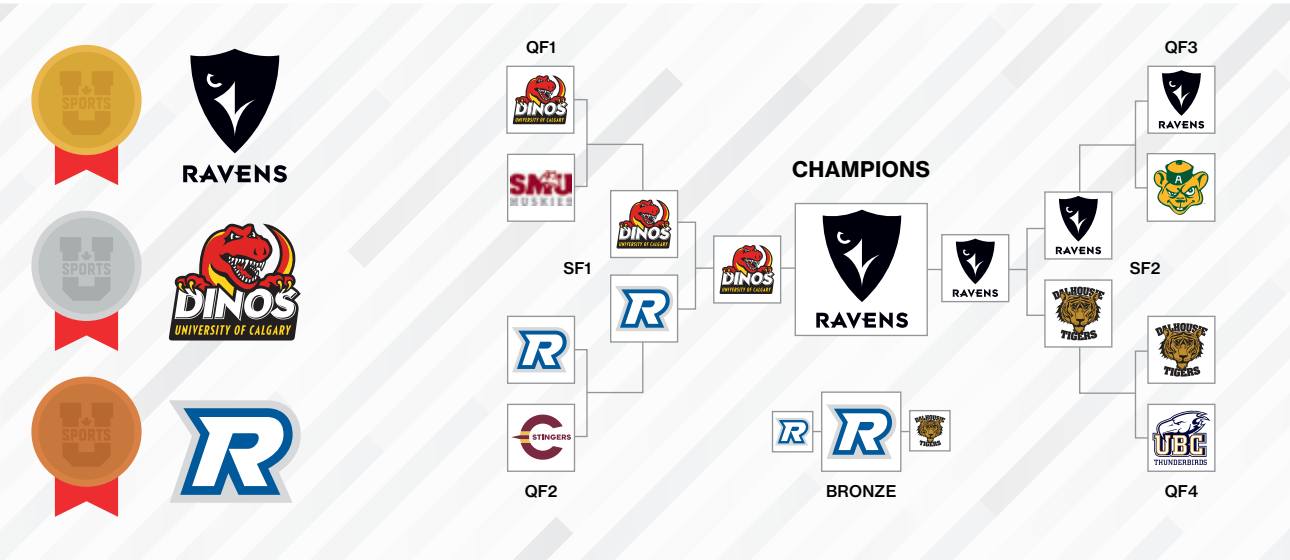 U
SPORTS
RAVENS
U
SPORTS
DINOS
UNIVERSITY OF CALGARY
U
SPORTS
R
QF1
DINOS
UNIVERSITY OF CALGARY
SMU
HUSKIES
DINOS
UNIVERSITY OF CALGARY
SF1
R
R
C
STINGERS
QF2
DINOS
UNIVERSITY OF CALGARY
CHAMPIONS
RAVENS
RAVENS
R
R
DALHOUSIE
TIGERS
BRONZE
QF3
RAVENS
A
RAVENS
SF2
DALHOUSIE
TIGERS
DALHOUSIE
TIGERS
UBC
THUNDERBIRDS
QF4